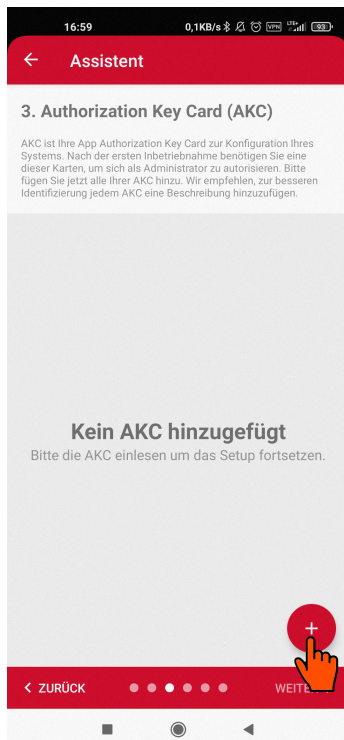 16:59
0,1KB/s VPN LTE+ 93
Assistent
3. Authorization Key Card (AKC)
AKC ist Ihre App Authorization Key Card zur Konfiguration Ihres
Systems. Nach der ersten Inbetriebnahme benötigen Sie eine
dieser Karten, um sich als Administrator zu autorisieren. Bitte
fügen Sie jetzt alle Ihrer AKC hinzu. Wir empfehlen, zur besseren
Identifizierung jedem AKC eine Beschreibung hinzuzufügen.
Kein AKC hinzugefügt
Bitte die AKC einlesen um das Setup fortsetzen.
+
< ZURÜCK
WEITE